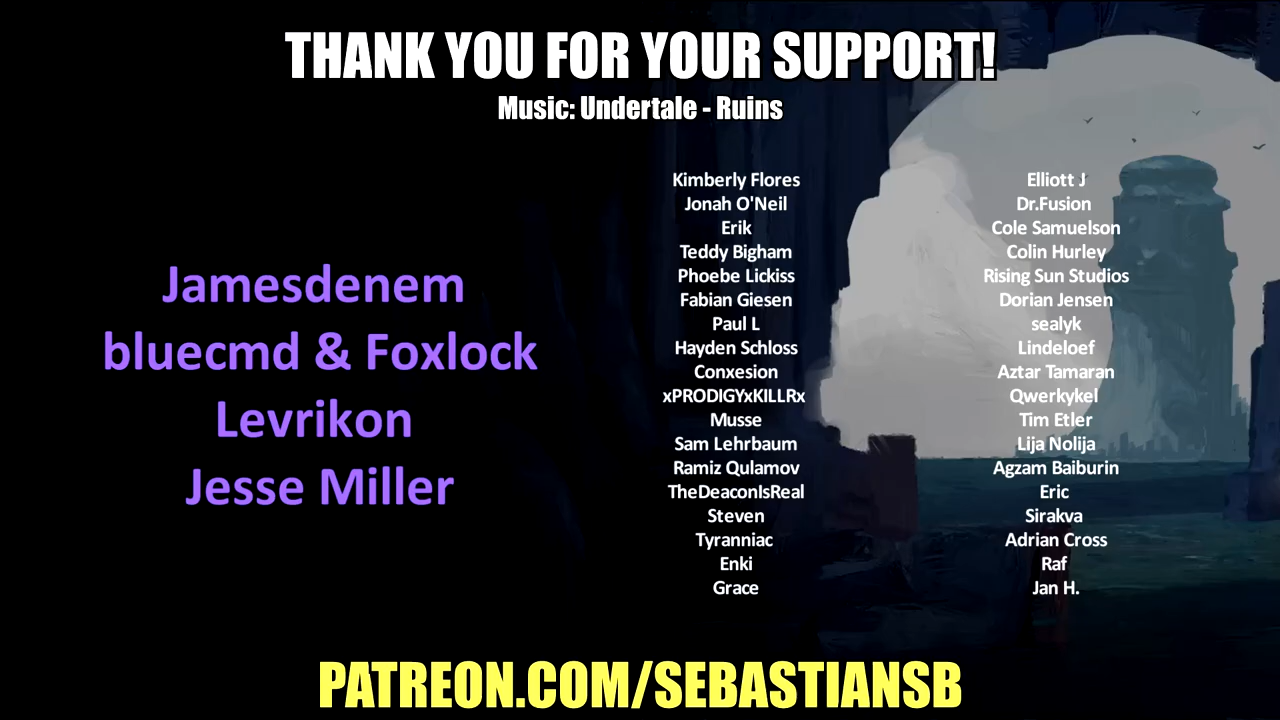 THANK YOU FOR YOUR SUPPORT!
Music: Undertale - Ruins
Jamesdenem
bluecmd & Foxlock
Levrikon
Jesse Miller
Kimberly Flores
Jonah O'Neil
Erik
Teddy Bigham
Phoebe Lickiss
Fabian Giesen
Paul L
Hayden Schloss
Conxesion
xPRODIGYxKILLRx
Musse
Sam Lehrbaum
Ramiz Qulamov
TheDeaconIsReal
Steven
Tyranniac
Enki
Grace
Elliott J
Dr.Fusion
Cole Samuelson
Colin Hurley
Rising Sun Studios
Dorian Jensen
sealyk
Lindeloef
Aztar Tamaran
Qwerkykel
Tim Etler
Lija Nolija
Agzam Baiburin
Eric
Sirakva
Adrian Cross
Raf
Jan H.
PATREON.COM/SEBASTIANSB